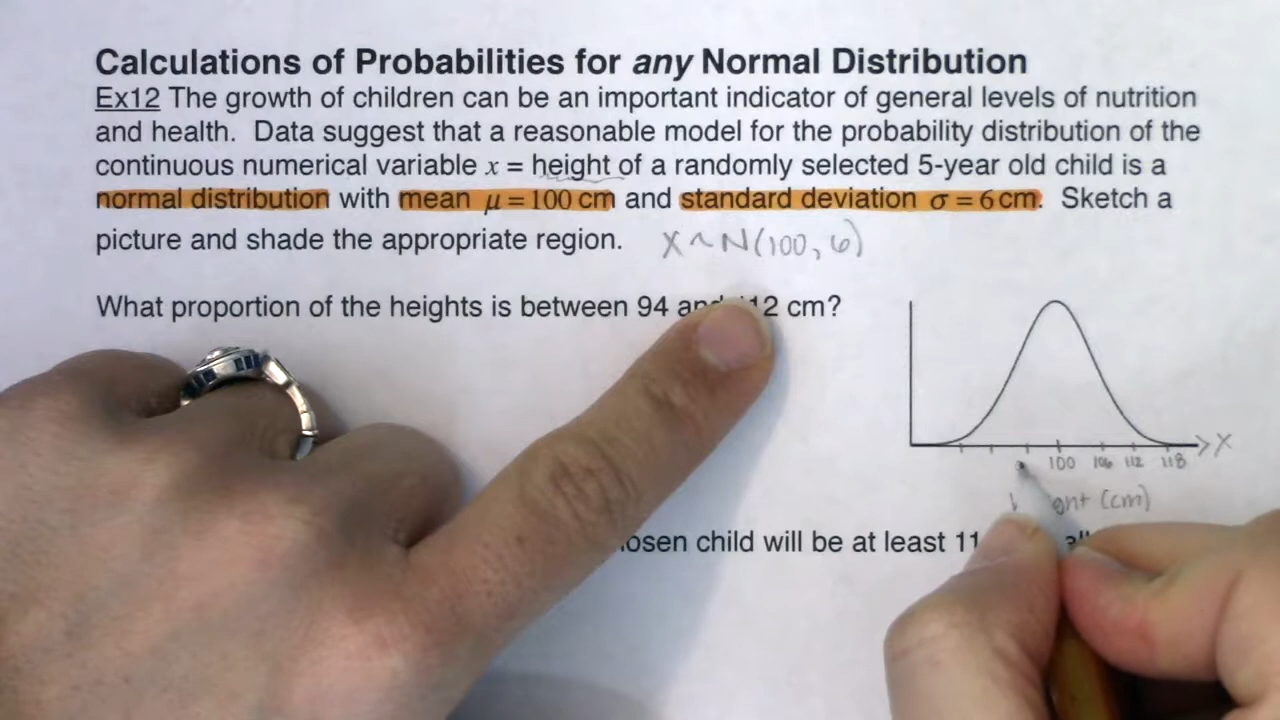 Calculations of Probabilities for any Normal Distribution
Ex12 The growth of children can be an important indicator of general levels of nutrition
and health. Data suggest that a reasonable model for the probability distribution of the
continuous numerical variable x = height of a randomly selected 5-year old child is a
normal distribution with mean μ = 100 cm and standard deviation σ = 6 cm. Sketch a
picture and shade the appropriate region. X ~ N(100, 6)
What proportion of the heights is between 94 12 cm?
X
100 106 112 118
(cm)
child will be at least